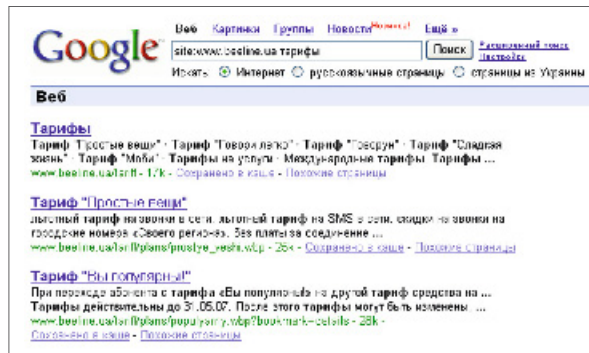 Веб Картинки Группы Новости Новинка! Ещё »
Google
site:www.beeline.ua тарифы Поиск Расширенный поиск
Настройки
Искать: Интернет русскоязычные страницы страницы из Украины
Веб
Тарифы
Тариф "Простые вещи" · Тариф "Говори легко" · Тариф "Говорун" · Тариф "Сладкая
жизнь" · Тариф "Моби" · Тарифы на услуги · Международные тарифы. Тарифы ...
www.beeline.ua/tariff - 17k - Сохранено в кэше - Похожие страницы
Тариф "Простые вещи"
льготный тариф на звонки в сети. льготный тариф на SMS в сети. скидки на звонки на
городские номера «Своего региона». Без платы за соединение ...
www.beeline.ua/tariff/plans/prostye_veshi.wbp - 26k - Сохранено в кэше - Похожие страницы
Тариф "Вы популярны!"
При переходе абонента с тарифа «Вы популярны!» на другой тариф средства на ...
Тарифы действительны до 31.05.07. После этого тарифы могут быть изменены. ...
www.beeline.ua/tariff/plans/populyarny.wbp?bookmark=details - 28k -
Сохранено в кэше - Похожие страницы